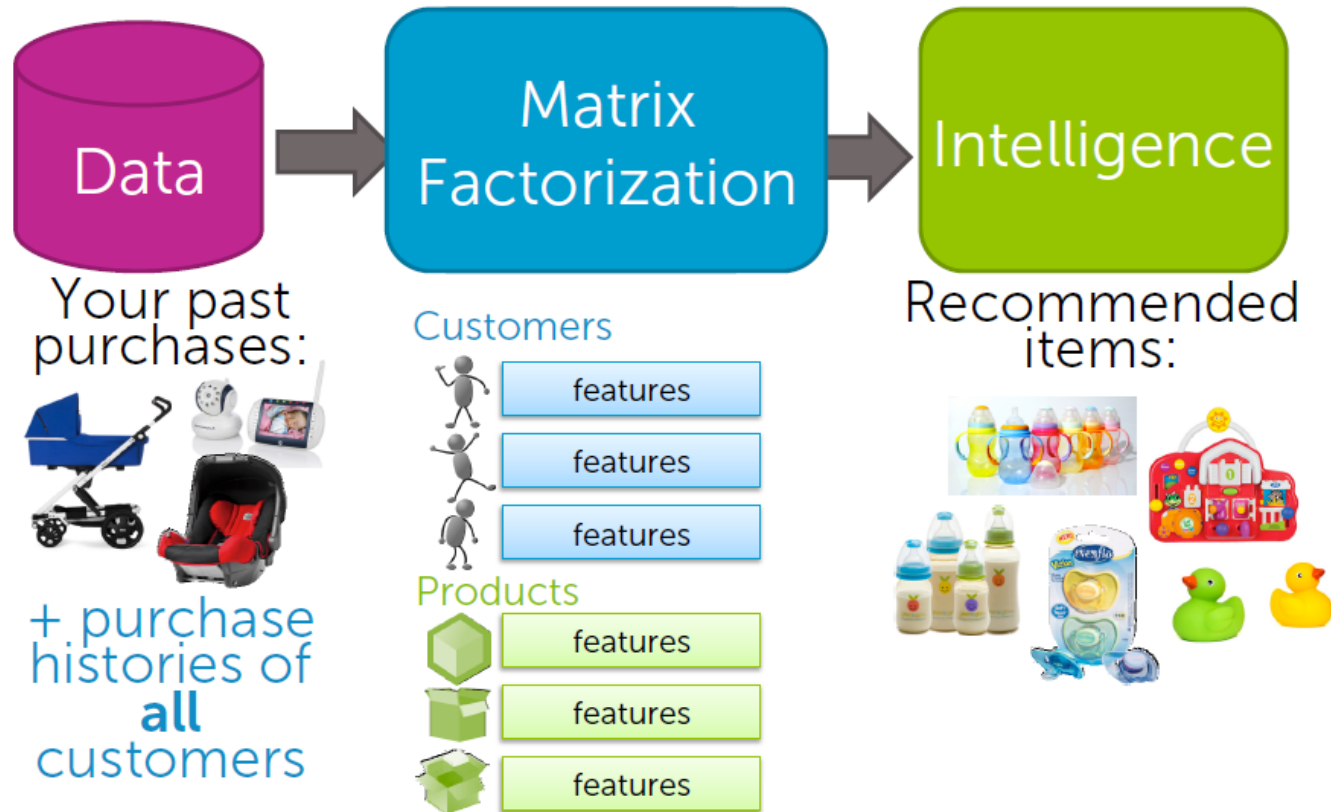 Data
Matrix
Factorization
Intelligence
Your past
purchases:
+ purchase
histories of
all
customers
Customers
features
features
features
Products
features
features
features
Recommended
items:
evenflo